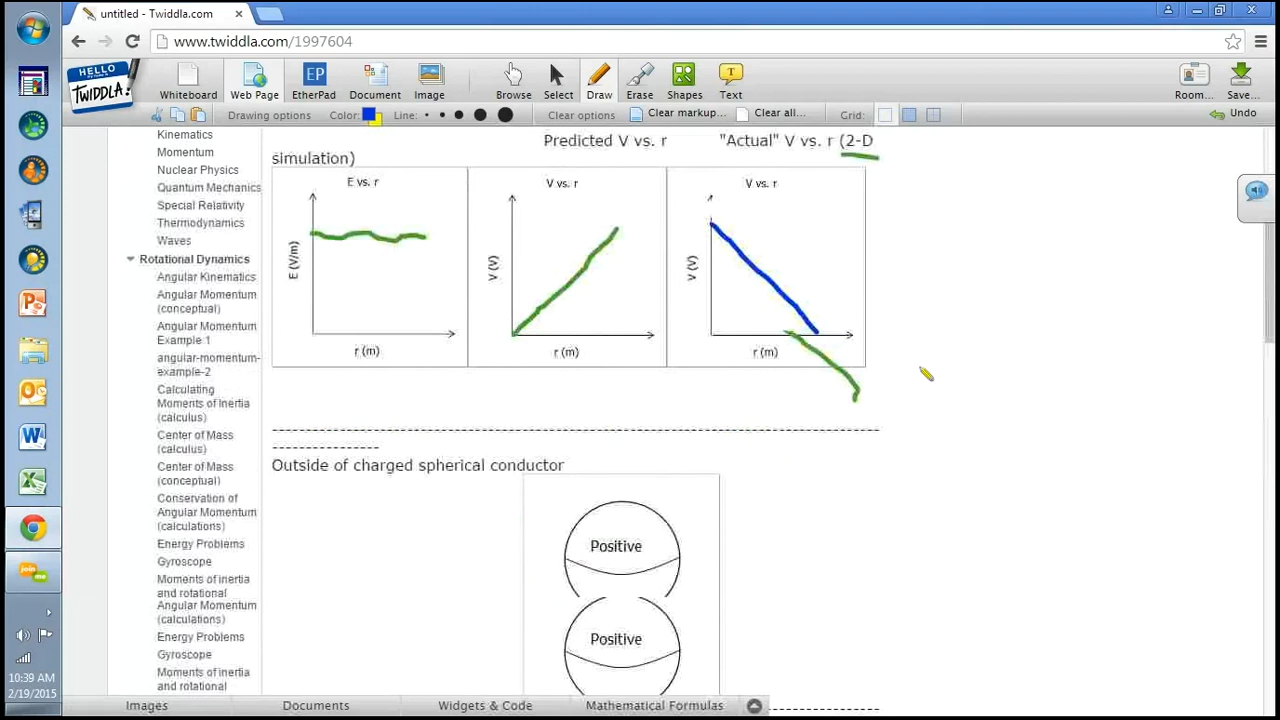 untitled - Twiddla.com
www.twiddla.com/1997604
HELLO
TWIDDLA!
Whiteboard
Web Page
EP
EtherPad
Document
Image
Browse
Select
Draw
Erase
Shapes
T
Text
Room...
Save...
Drawing options
Color:
Line:
Clear options
Clear markup...
Clear all...
Grid:
Undo
Kinematics
Momentum
Nuclear Physics
Quantum Mechanics
Special Relativity
Thermodynamics
Waves
Rotational Dynamics
Angular Kinematics
Angular Momentum
(conceptual)
Angular Momentum
Example 1
angular-momentum-
example-2
Calculating
Moments of Inertia
(calculus)
Center of Mass
(calculus)
Center of Mass
(conceptual)
Conservation of
Angular Momentum
(calculations)
Energy Problems
Gyroscope
Moments of inertia
and rotational
Angular Momentum
(calculations)
Energy Problems
Gyroscope
Moments of inertia
and rotational
Predicted V vs. r
"Actual" V vs. r (2-D
simulation)
E vs. r
E (V/m)
r (m)
V vs. r
V (V)
r (m)
V vs. r
V (V)
r (m)
--------------------------------------------------------------------------------
--------------
Outside of charged spherical conductor
Positive
Positive
Images
Documents
Widgets & Code
Mathematical Formulas
join
me
10:39 AM
2/19/2015